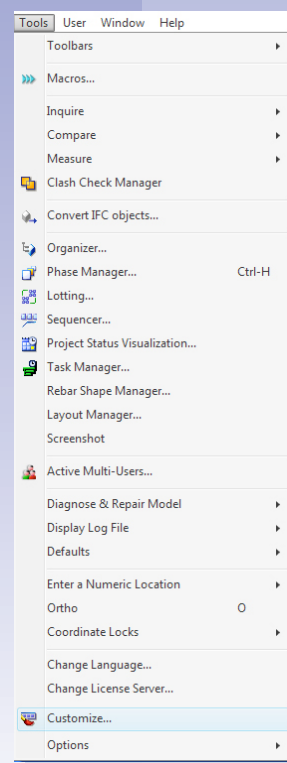 Tools User Window Help
Toolbars
Macros...
Inquire
Compare
Measure
Clash Check Manager
Convert IFC objects...
Organizer...
Phase Manager... Ctrl-H
Lotting...
Sequencer...
Project Status Visualization...
Task Manager...
Rebar Shape Manager...
Layout Manager...
Screenshot
Active Multi-Users...
Diagnose & Repair Model
Display Log File
Defaults
Enter a Numeric Location
Ortho O
Coordinate Locks
Change Language...
Change License Server...
Customize...
Options